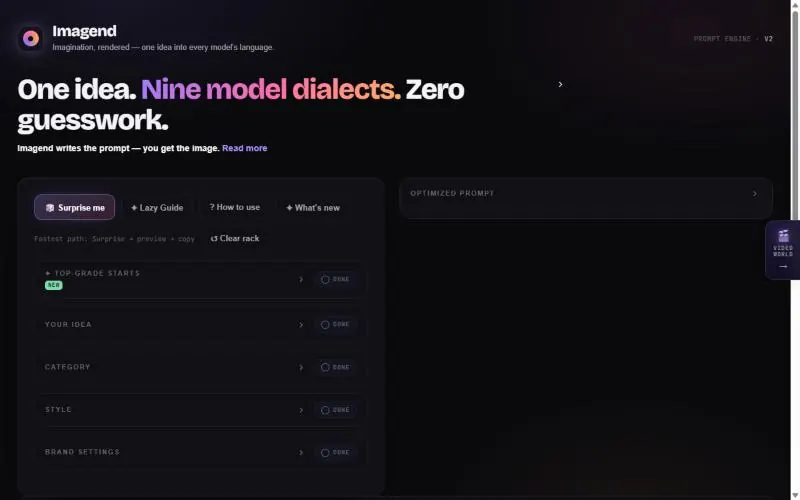 Imagend
Imagination, rendered — one idea into every model's language.
PROMPT ENGINE · V2
One idea. Nine model dialects. Zero
guesswork.
Imagend writes the prompt — you get the image. Read more
Surprise me
Lazy Guide
? How to use
What's new
Fastest path: Surprise → preview → copy
Clear rack
TOP-GRADE STARTS
NEW
DONE
YOUR IDEA
DONE
CATEGORY
DONE
STYLE
DONE
BRAND SETTINGS
DONE
OPTIMIZED PROMPT
VIDEO
WORLD
→